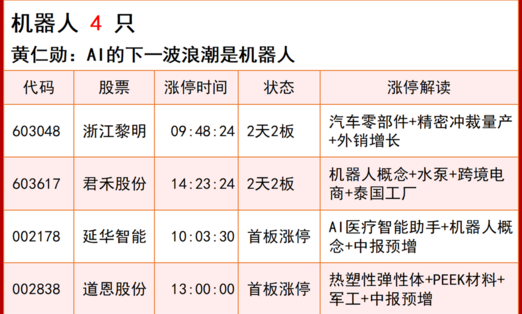 机器人 4 只
黄仁勋：AI的下一波浪潮是机器人
代码 股票 涨停时间 状态 涨停解读
603048 浙江黎明 09:48:24 2天2板 汽车零部件+精密冲裁量产
+外销增长
603617 君禾股份 14:23:24 2天2板 机器人概念+水泵+跨境电
商+泰国工厂
002178 延华智能 10:03:30 首板涨停 AI医疗智能助手+机器人概
念+中报预增
002838 道恩股份 13:00:00 首板涨停 热塑性弹性体+PEEK材料+
军工+中报预增